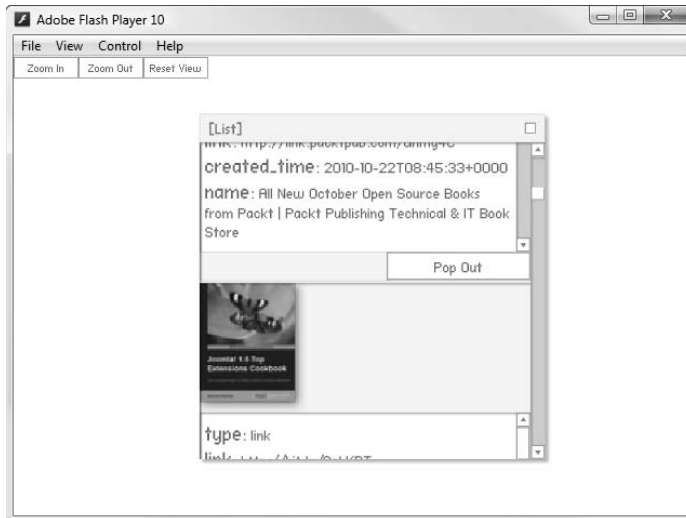 Adobe Flash Player 10
File View Control Help
Zoom In Zoom Out Reset View
[List]
created_time: 2010-10-22T08:45:33+0000
name: All New October Open Source Books
from Packt | Packt Publishing Technical & IT Book
Store
Pop Out
Joomla! 1.5 Top
Extensions Cookbook
type: link